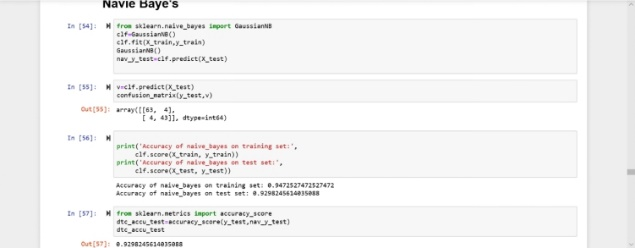 Navie Baye's
In [54]:
from sklearn.naive_bayes import GaussianNB
clf=GaussianNB()
clf.fit(X_train,y_train)
GaussianNB()
nav_y_test=clf.predict(X_test)
In [55]:
v=clf.predict(X_test)
confusion_matrix(y_test,v)
Out[55]: array([[63, 4],
[ 4, 43]], dtype=int64)
In [56]:
print('Accuracy of naive_bayes on training set:',
clf.score(X_train, y_train))
print('Accuracy of naive_bayes on test set:',
clf.score(X_test, y_test))
Accuracy of naive_bayes on training set: 0.9472527472527472
Accuracy of naive_bayes on test set: 0.9298245614035088
In [57]:
from sklearn.metrics import accuracy_score
dtc_accu_test=accuracy_score(y_test,nav_y_test)
dtc_accu_test
Out[57]: 0.9298245614035088